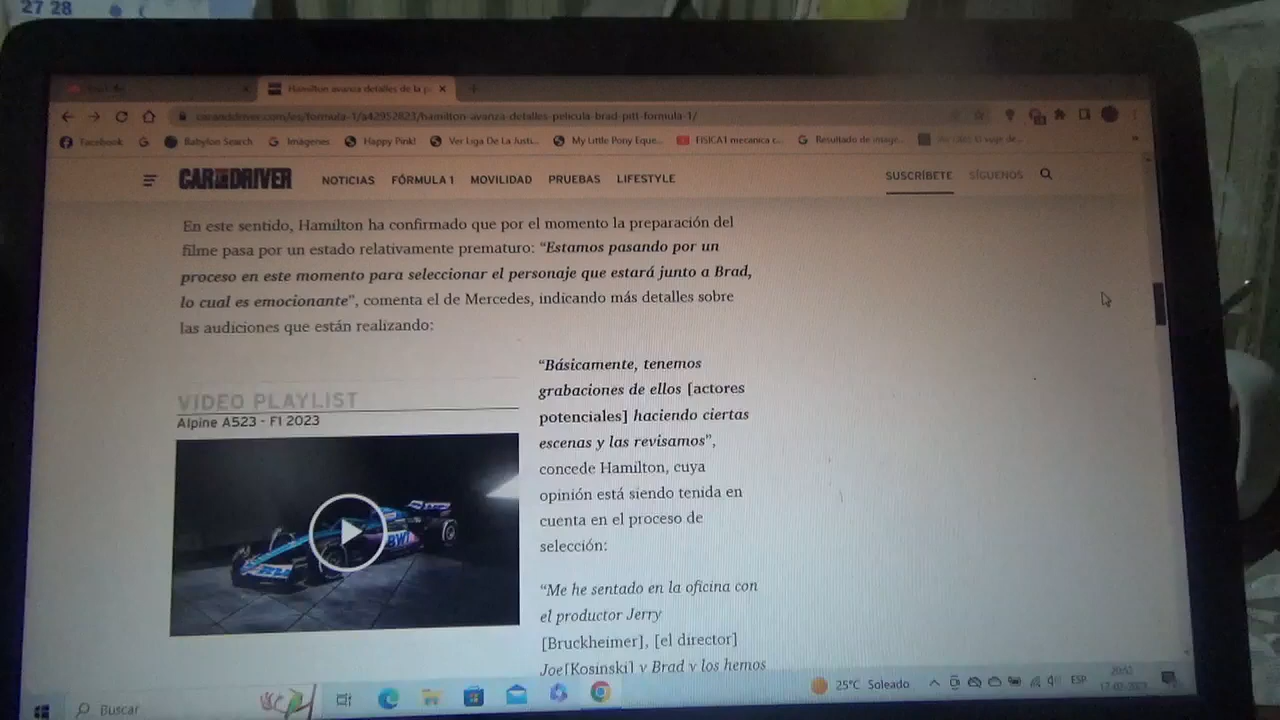 27 28
Hamilton avanza detalles de la p
caranddriver.com/es/formula-1/a42952823/hamilton-avanza-detalles-pelicula-brad-pitt-formula-1/
Facebook
Babylon Search
Imágenes
Happy Pink!
Ver Liga De La Justi...
My Little Pony Eque...
FISICA1 mecanica c...
Resultado de image...
CAR AND DRIVER
NOTICIAS FÓRMULA 1 MOVILIDAD PRUEBAS LIFESTYLE
SUSCRÍBETE SÍGUENOS
En este sentido, Hamilton ha confirmado que por el momento la preparación del
filme pasa por un estado relativamente prematuro: “Estamos pasando por un
proceso en este momento para seleccionar el personaje que estará junto a Brad,
lo cual es emocionante”, comenta el de Mercedes, indicando más detalles sobre
las audiciones que están realizando:
VIDEO PLAYLIST
Alpine A523 - F1 2023
BWT
“Básicamente, tenemos
grabaciones de ellos [actores
potenciales] haciendo ciertas
escenas y las revisamos”,
concede Hamilton, cuya
opinión está siendo tenida en
cuenta en el proceso de
selección:
“Me he sentado en la oficina con
el productor Jerry
[Bruckheimer], [el director]
Joe[Kosinski] y Brad y los hemos
Buscar
25°C Soleado
ESP